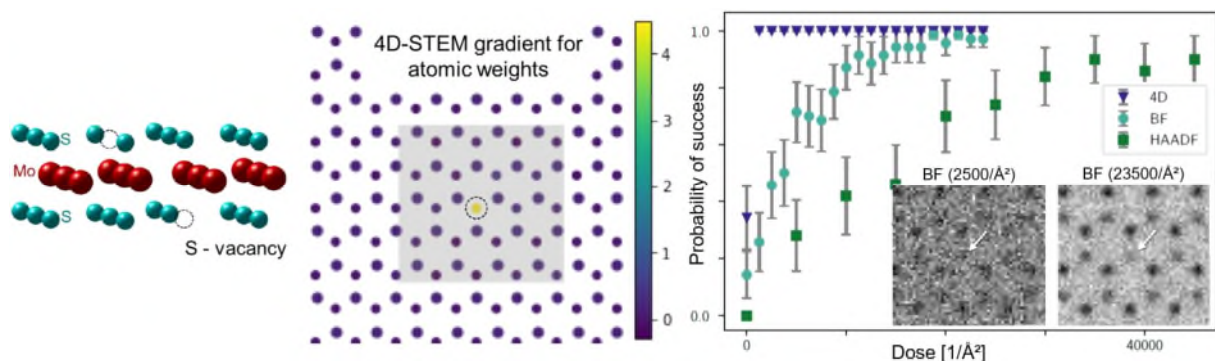 S
Mo
S
S - vacancy
4D-STEM gradient for
atomic weights
4
3
2
1
0
Probability of success
1.0
0.0
4D
BF
HAADF
BF (2500/Å²)
BF (23500/Å²)
0
40000
Dose [1/Å²]